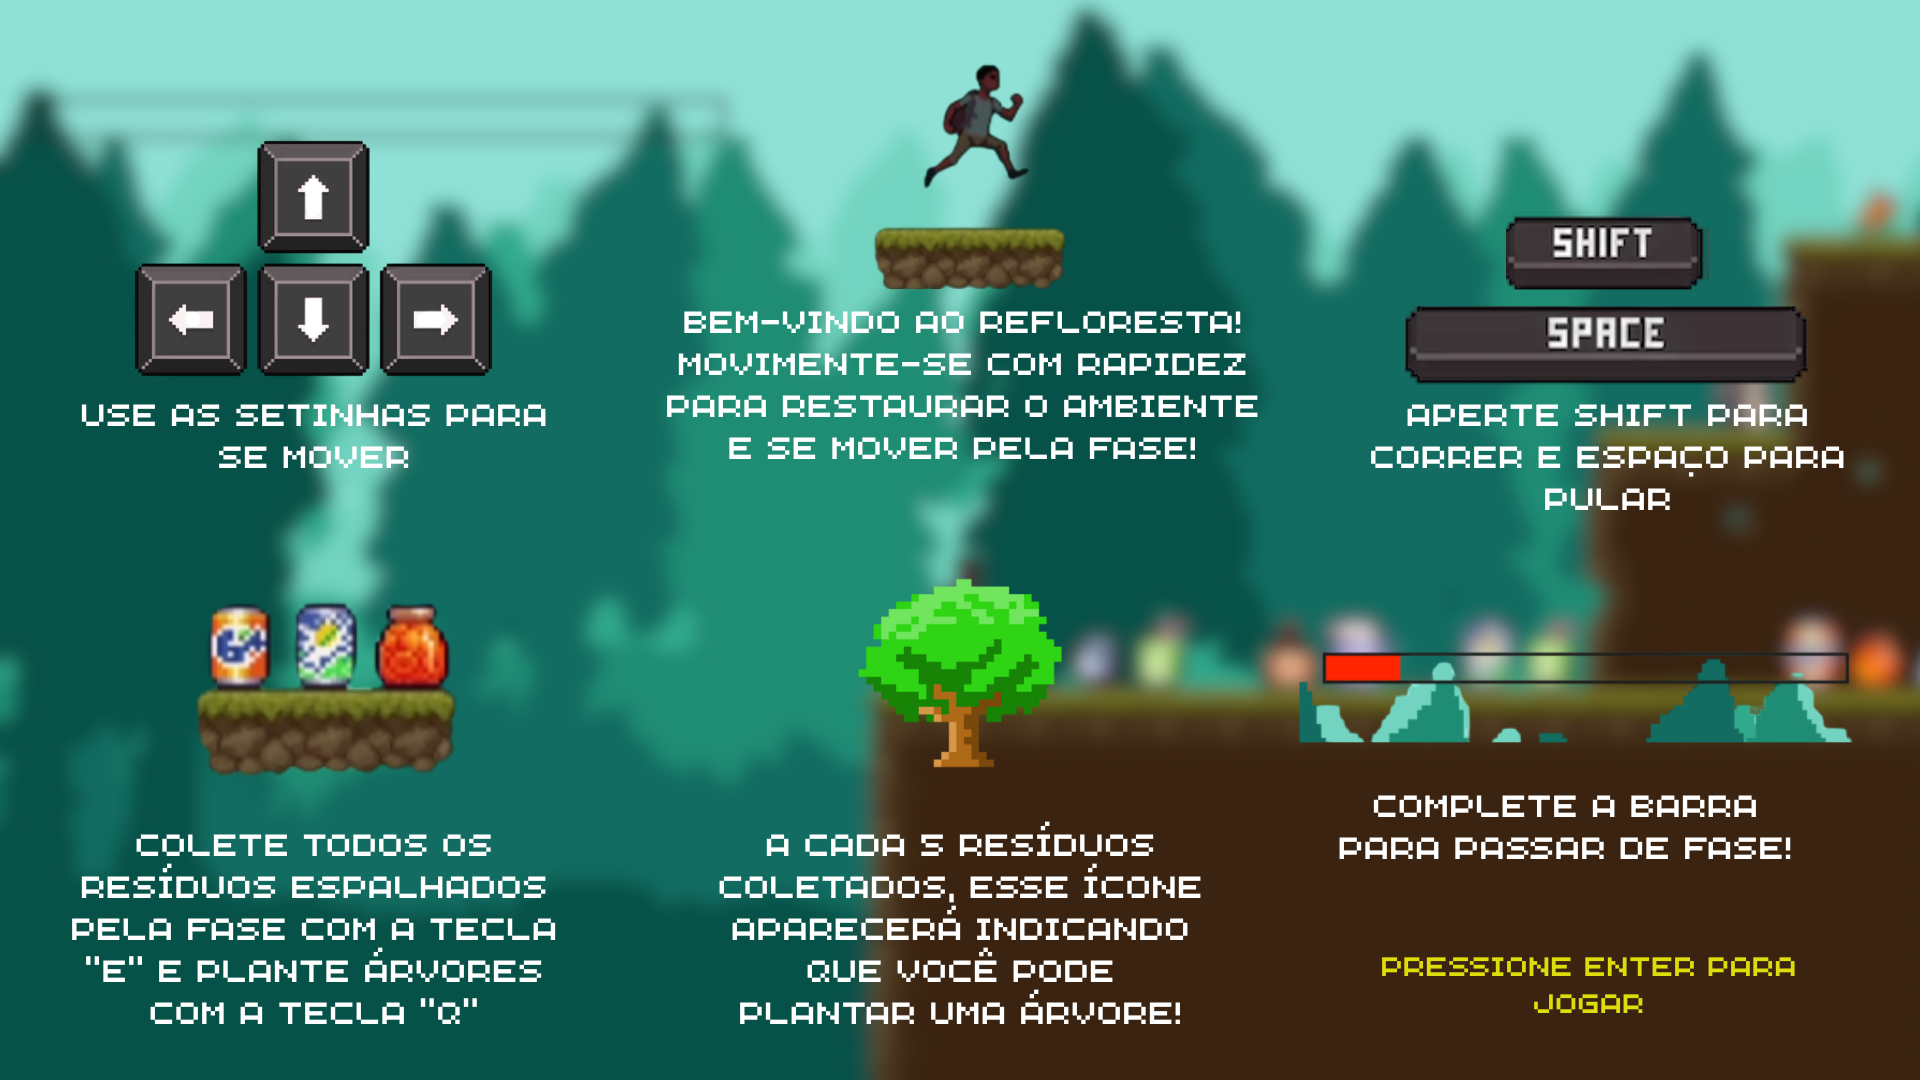 BEM-VINDO AO REFLORESTA!
MOVIMENTE-SE COM RAPIDEZ
PARA RESTAURAR O AMBIENTE
E SE MOVER PELA FASE!
USE AS SETINHAS PARA
SE MOVER
SHIFT
SPACE
APERTE SHIFT PARA
CORRER E ESPAÇO PARA
PULAR
COLETE TODOS OS
RESÍDUOS ESPALHADOS
PELA FASE COM A TECLA
"E" E PLANTE ÁRVORES
COM A TECLA "Q"
A CADA 5 RESÍDUOS
COLETADOS, ESSE ÍCONE
APARECERÁ INDICANDO
QUE VOCÊ PODE
PLANTAR UMA ÁRVORE!
COMPLETE A BARRA
PARA PASSAR DE FASE!
PRESSIONE ENTER PARA
JOGAR